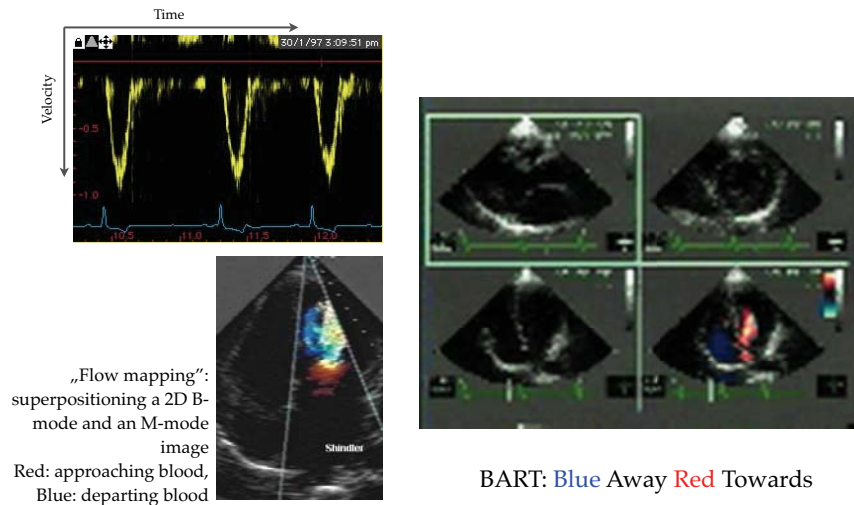 Time
30/1/97 3:09:51 pm
Velocity
-0.5
-1.0
10.5
11.0
11.5
12.0
„Flow mapping”:
superpositioning a 2D B-
mode and an M-mode
image
Red: approaching blood,
Blue: departing blood
Shindler
BART: Blue Away Red Towards